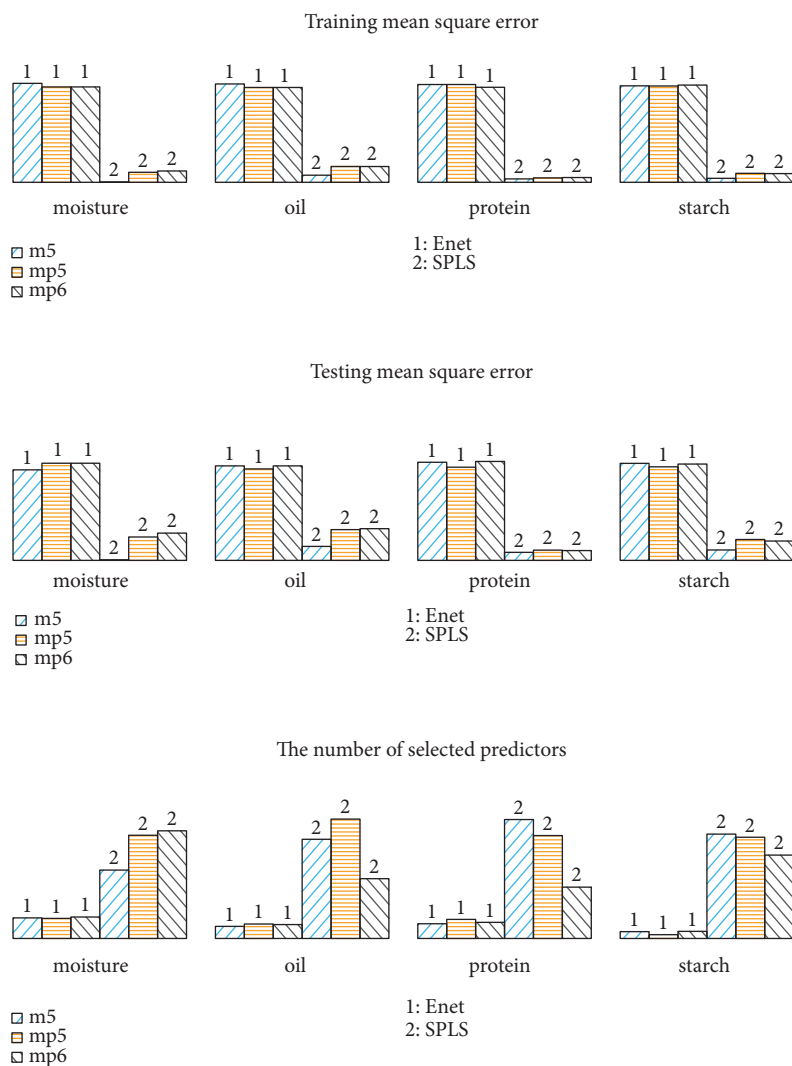 Training mean square error
1 1 1 2 2 2 1 1 1 2 2 2 1 1 1 2 2 2 1 1 1 2 2 2
moisture oil protein starch
m5
mp5
mp6
1: Enet
2: SPLS
Testing mean square error
1 1 1 2 2 2 1 1 1 2 2 2 1 1 1 2 2 2 1 1 1 2 2 2
moisture oil protein starch
m5
mp5
mp6
1: Enet
2: SPLS
The number of selected predictors
1 1 1 2 2 2 1 1 1 2 2 2 1 1 1 2 2 2 1 1 1 2 2 2
moisture oil protein starch
m5
mp5
mp6
1: Enet
2: SPLS